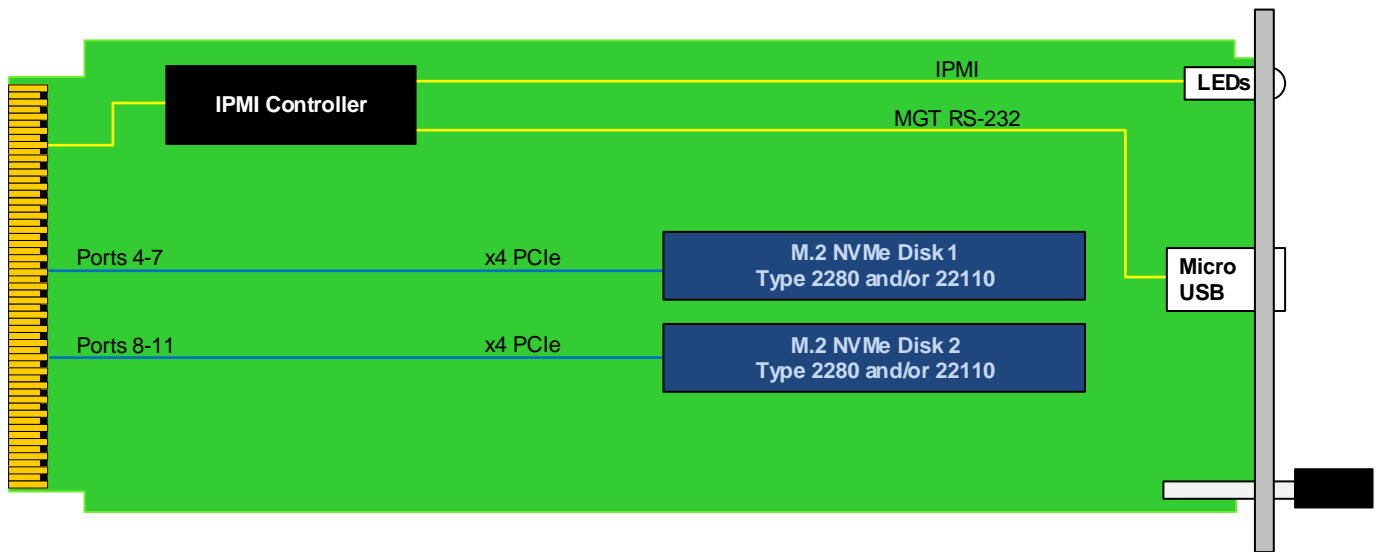 IPMI
LEDs
IPMI Controller
MGT RS-232
Ports 4-7
x4 PCIe
M.2 NVMe Disk 1
Type 2280 and/or 22110
Micro
USB
Ports 8-11
x4 PCIe
M.2 NVMe Disk 2
Type 2280 and/or 22110